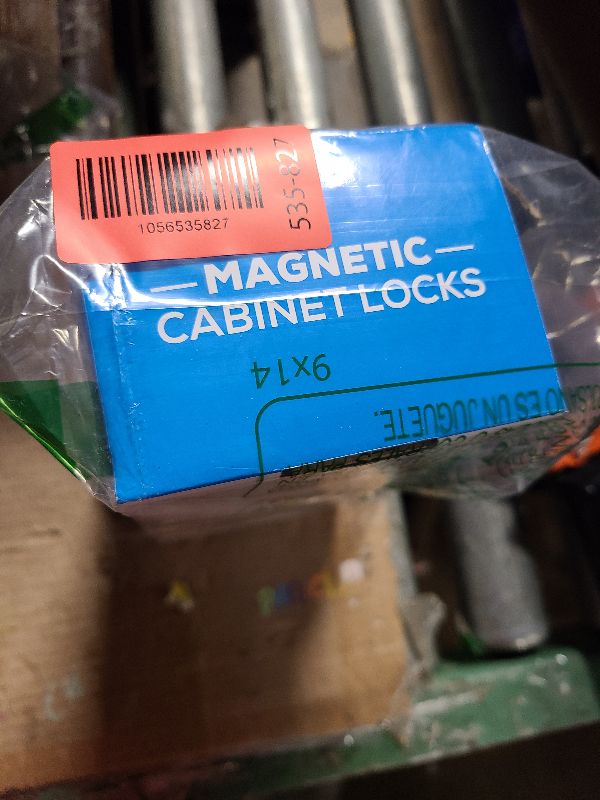 1056535827
535-827
MAGNETIC
CABINET LOCKS
9x14
NO ES UN JUGUETE.